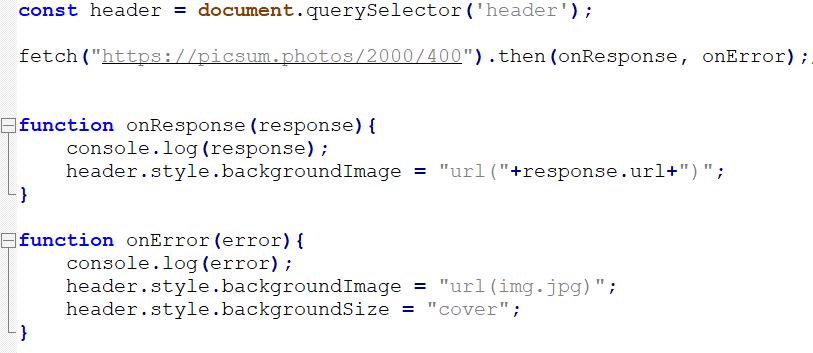 const header = document.querySelector('header');
fetch("https://picsum.photos/2000/400").then(onResponse, onError);
function onResponse(response){
console.log(response);
header.style.backgroundImage = "url("+response.url+")";
}
function onError(error){
console.log(error);
header.style.backgroundImage = "url(img.jpg)";
header.style.backgroundSize = "cover";
}